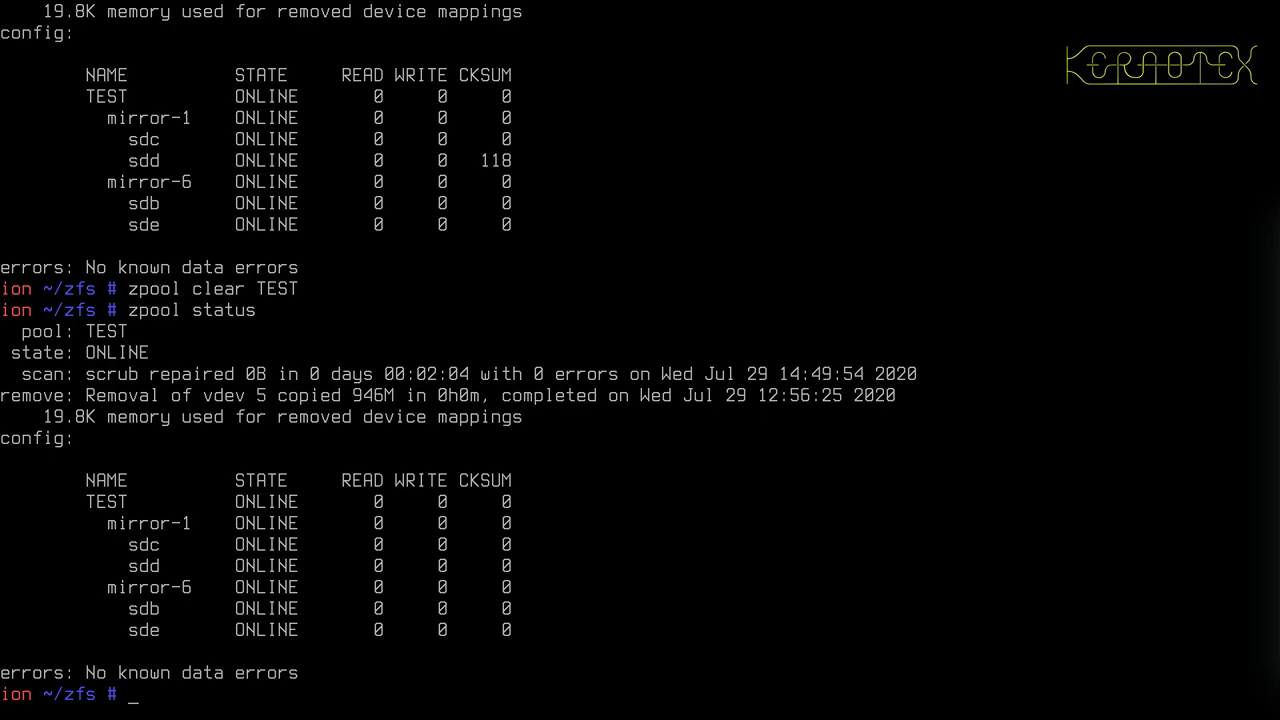 19.8K memory used for removed device mappings
config:
NAME STATE READ WRITE CKSUM
TEST ONLINE 0 0 0
mirror-1 ONLINE 0 0 0
sdc ONLINE 0 0 0
sdd ONLINE 0 0 118
mirror-6 ONLINE 0 0 0
sdb ONLINE 0 0 0
sde ONLINE 0 0 0
errors: No known data errors
ion ~/zfs # zpool clear TEST
ion ~/zfs # zpool status
pool: TEST
state: ONLINE
scan: scrub repaired 0B in 0 days 00:02:04 with 0 errors on Wed Jul 29 14:49:54 2020
remove: Removal of vdev 5 copied 946M in 0h0m, completed on Wed Jul 29 12:56:25 2020
19.8K memory used for removed device mappings
config:
NAME STATE READ WRITE CKSUM
TEST ONLINE 0 0 0
mirror-1 ONLINE 0 0 0
sdc ONLINE 0 0 0
sdd ONLINE 0 0 0
mirror-6 ONLINE 0 0 0
sdb ONLINE 0 0 0
sde ONLINE 0 0 0
errors: No known data errors
ion ~/zfs # _